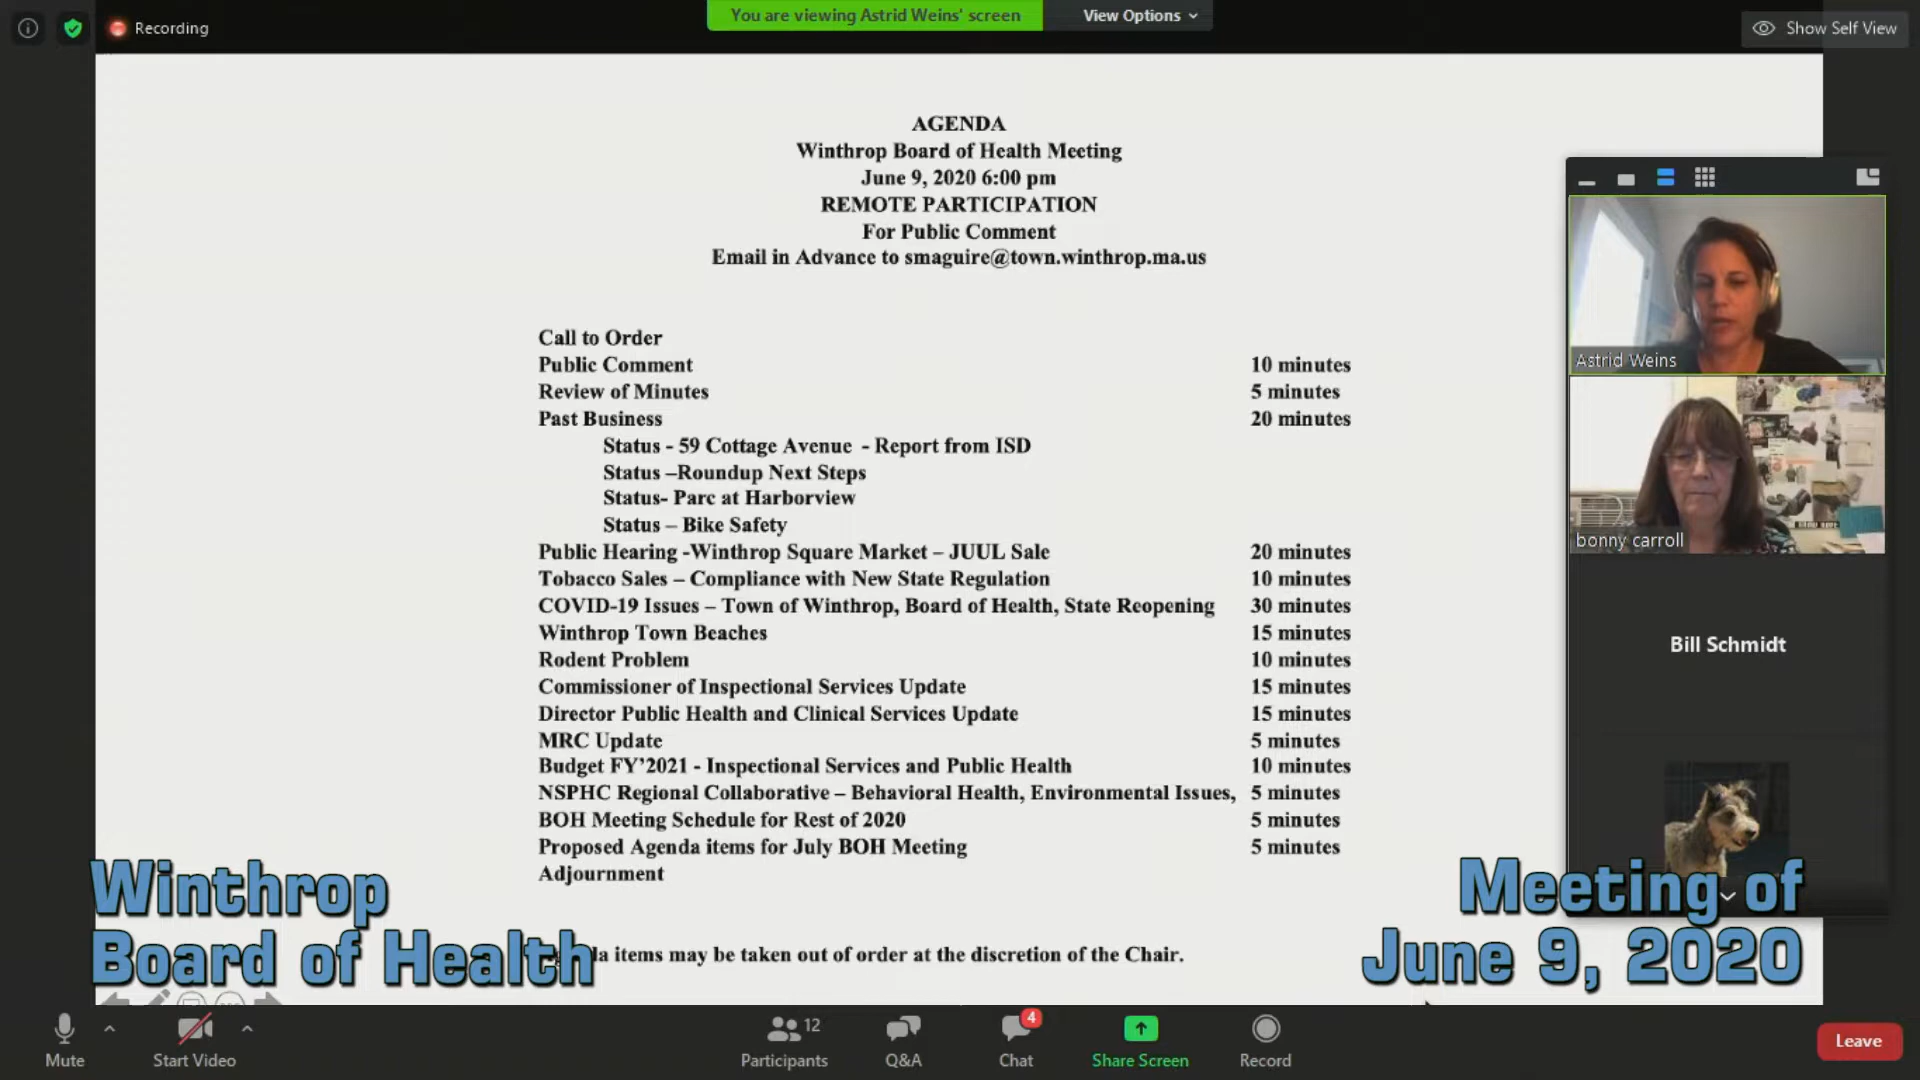 You are viewing Astrid Weins' screen
View Options
Recording
Show Self View
AGENDA
Winthrop Board of Health Meeting
June 9, 2020 6:00 pm
REMOTE PARTICIPATION
For Public Comment
Email in Advance to smaguire@town.winthrop.ma.us
Call to Order
Public Comment 10 minutes
Review of Minutes 5 minutes
Past Business 20 minutes
Status - 59 Cottage Avenue - Report from ISD
Status –Roundup Next Steps
Status- Parc at Harborview
Status – Bike Safety
Public Hearing -Winthrop Square Market – JUUL Sale 20 minutes
Tobacco Sales – Compliance with New State Regulation 10 minutes
COVID-19 Issues – Town of Winthrop, Board of Health, State Reopening 30 minutes
Winthrop Town Beaches 15 minutes
Rodent Problem 10 minutes
Commissioner of Inspectional Services Update 15 minutes
Director Public Health and Clinical Services Update 15 minutes
MRC Update 5 minutes
Budget FY’2021 - Inspectional Services and Public Health 10 minutes
NSPHC Regional Collaborative – Behavioral Health, Environmental Issues, 5 minutes
BOH Meeting Schedule for Rest of 2020 5 minutes
Proposed Agenda items for July BOH Meeting 5 minutes
Adjournment
items may be taken out of order at the discretion of the Chair.
Astrid Weins
bonny carroll
Bill Schmidt
Winthrop
Board of Health
Meeting of
June 9, 2020
Mute
Start Video
12
Participants
Q&A
4
Chat
Share Screen
Record
Leave